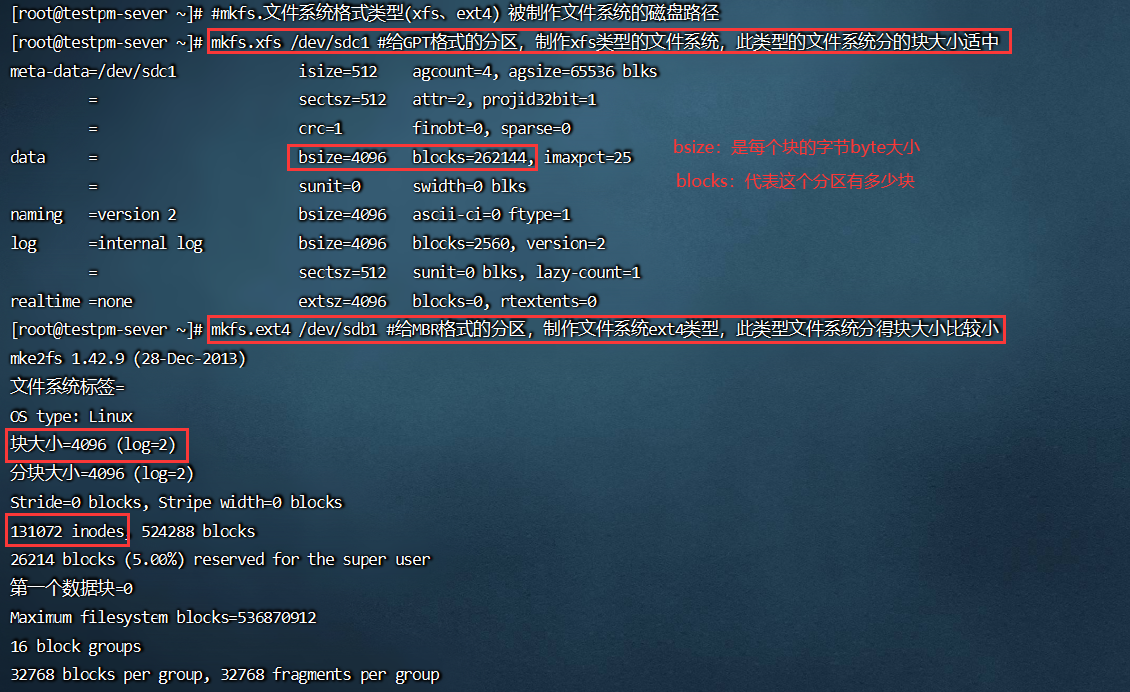 [root@testpm-sever ~]# #mkfs.文件系统格式类型(xfs、ext4) 被制作文件系统的磁盘路径
[root@testpm-sever ~]# mkfs.xfs /dev/sdc1 #给GPT格式的分区，制作xfs类型的文件系统，此类型的文件系统分的块大小适中
meta-data=/dev/sdc1 isize=512 agcount=4, agsize=65536 blks
= sectsz=512 attr=2, projid32bit=1
= crc=1 finobt=0, sparse=0
data = bsize=4096 blocks=262144, imaxpct=25
bsize：是每个块的字节byte大小
= sunit=0 swidth=0 blks
blocks：代表这个分区有多少块
naming =version 2 bsize=4096 ascii-ci=0 ftype=1
log =internal log bsize=4096 blocks=2560, version=2
= sectsz=512 sunit=0 blks, lazy-count=1
realtime =none extsz=4096 blocks=0, rtextents=0
[root@testpm-sever ~]# mkfs.ext4 /dev/sdb1 #给MBR格式的分区，制作文件系统ext4类型，此类型文件系统分得块大小比较小
mke2fs 1.42.9 (28-Dec-2013)
文件系统标签=
OS type: Linux
块大小=4096 (log=2)
分块大小=4096 (log=2)
Stride=0 blocks, Stripe width=0 blocks
131072 inodes, 524288 blocks
26214 blocks (5.00%) reserved for the super user
第一个数据块=0
Maximum filesystem blocks=536870912
16 block groups
32768 blocks per group, 32768 fragments per group